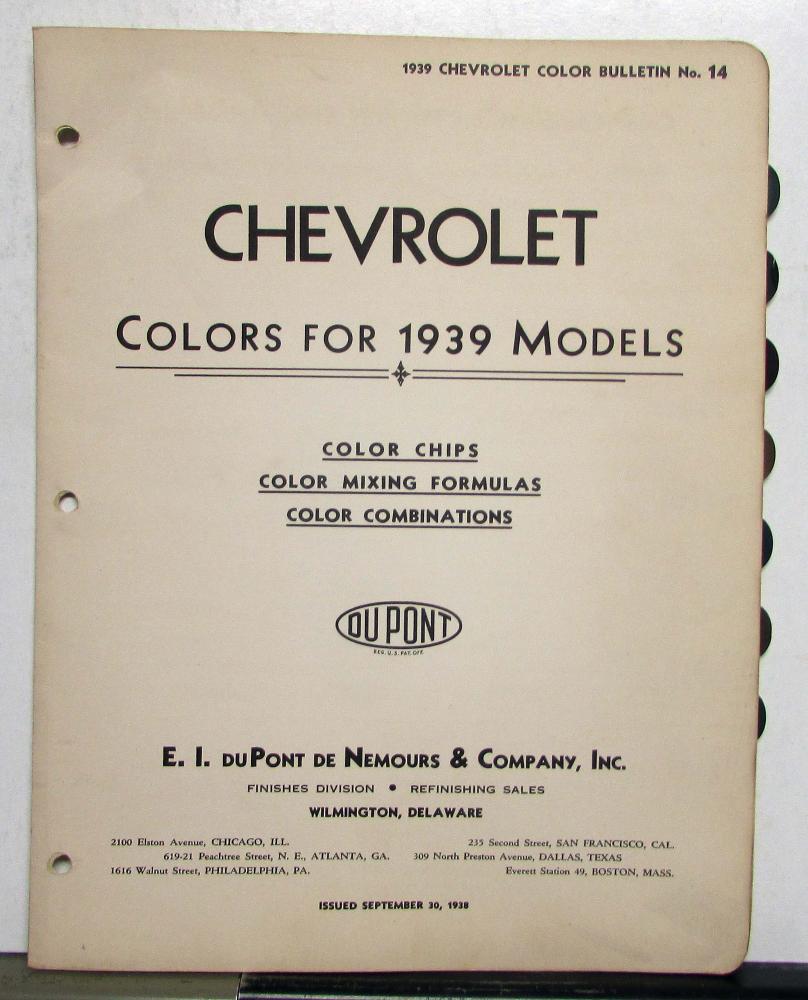 1939 CHEVROLET COLOR BULLETIN No. 14
CHEVROLET
COLORS FOR 1939 MODELS
COLOR CHIPS
COLOR MIXING FORMULAS
COLOR COMBINATIONS
DU PONT
REG. U.S. PAT. OFF.
E. I. DUPONT DE NEMOURS & COMPANY, INC.
FINISHES DIVISION • REFINISHING SALES
WILMINGTON, DELAWARE
2100 Elston Avenue, CHICAGO, ILL. 235 Second Street, SAN FRANCISCO, CAL.
619-21 Peachtree Street, N. E., ATLANTA, GA. 309 North Preston Avenue, DALLAS, TEXAS
1616 Walnut Street, PHILADELPHIA, PA. Everett Station 49, BOSTON, MASS.
ISSUED SEPTEMBER 30, 1938